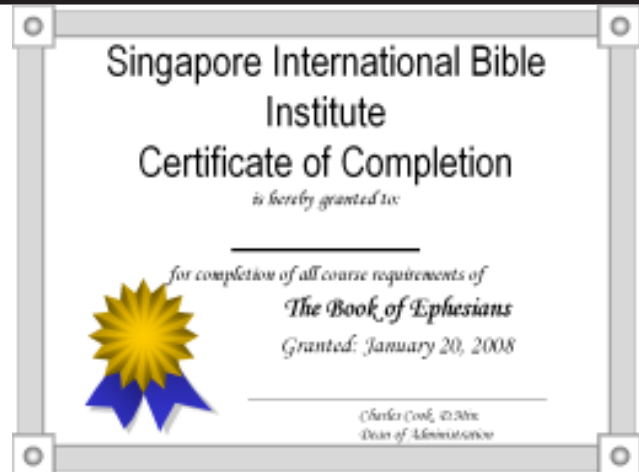 Singapore International Bible
Institute
Certificate of Completion
is hereby granted to:
for completion of all course requirements of
The Book of Ephesians
Granted: January 20, 2008
Charles Cook, D.Min.
Dean of Administration